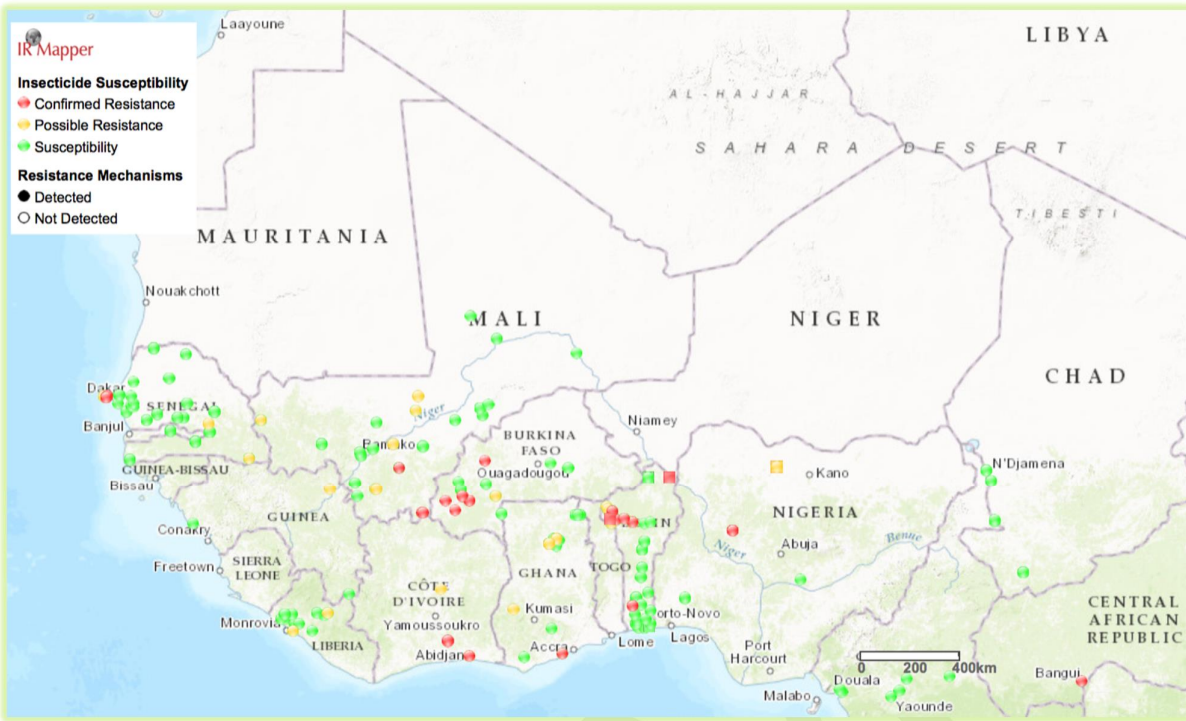 Laayoune
IR Mapper
Insecticide Susceptibility
Confirmed Resistance
Possible Resistance
Susceptibility
Resistance Mechanisms
Detected
Not Detected
LIBYA
AL-HAJJAR
SAHARA DESERT
TIBESTI
MAURITANIA
Nouakchott
MALI
NIGER
CHAD
Dakar
SENEGAL
Banjul
Niger
Niamey
BURKINA
FASO
Bamako
Ouagadougou
GUINEA-BISSAU
Bissau
Kano
N'Djamena
GUINEA
BENIN
NIGERIA
Conakry
Niger
Abuja
Benue
SIERRA
LEONE
Freetown
GHANA
TOGO
CÔTE
D'IVOIRE
CENTRAL
AFRICAN
REPUBLIC
Kumasi
Porto-Novo
Monrovia
Yamoussoukro
Lome
Lagos
LIBERIA
Abidjan
Accra
Port
Harcourt
0 200 400km
Douala
Bangui
Malabo
Yaounde